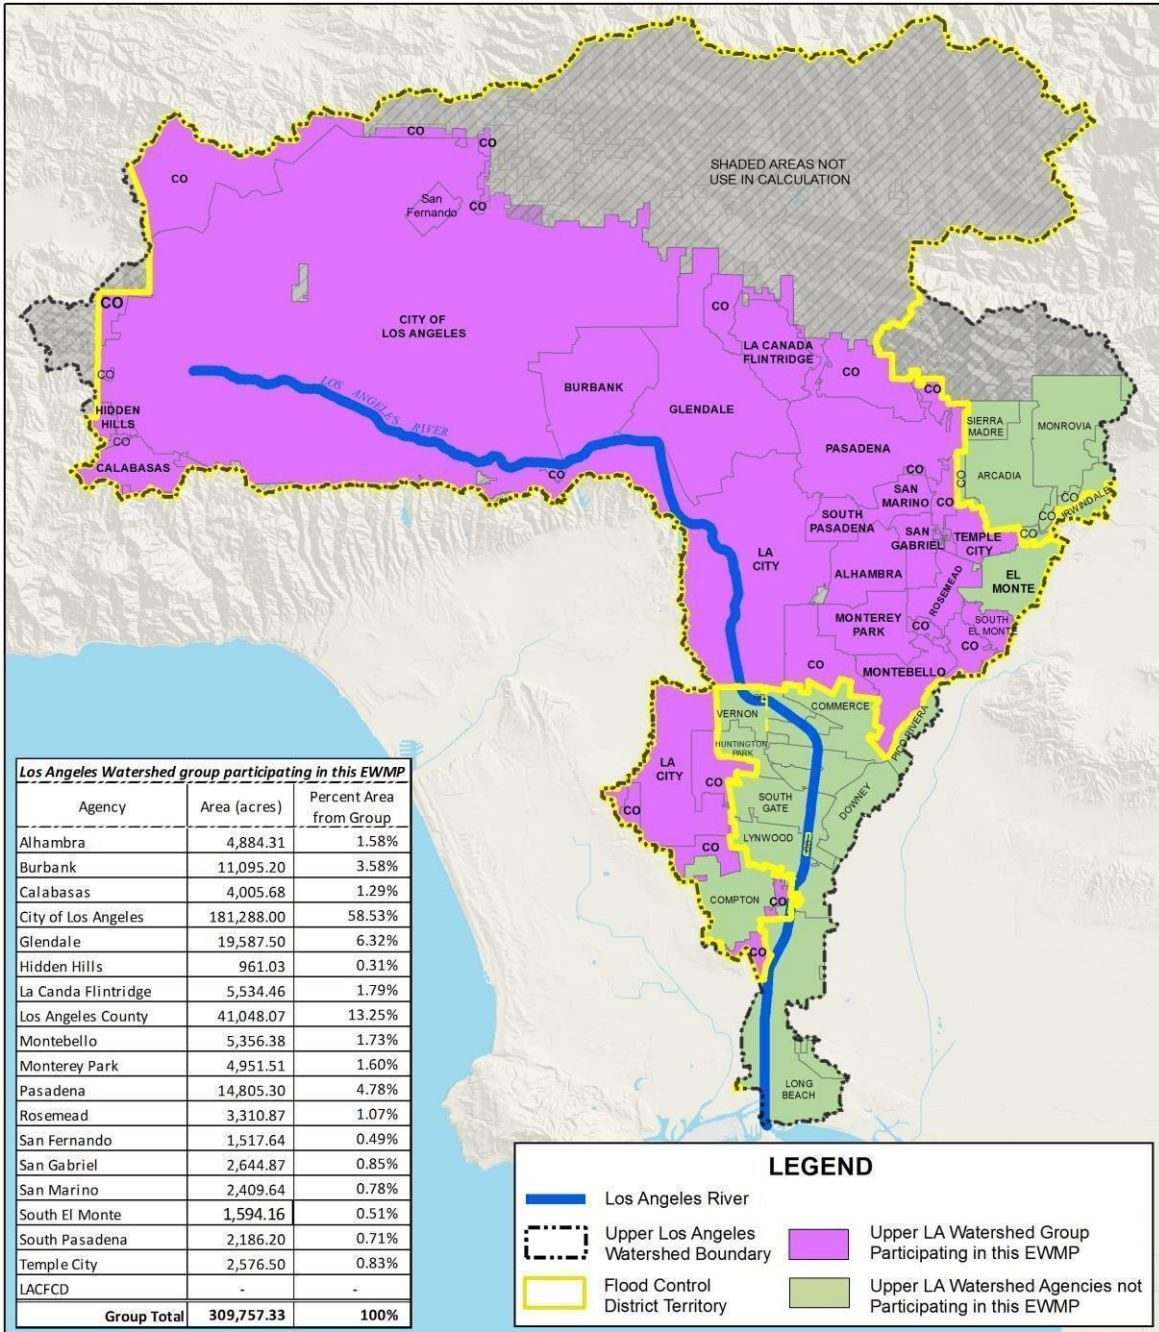 SHADED AREAS NOT
USE IN CALCULATION
CO
CO
CO
San
Fernando
CO
CO
CITY OF
LOS ANGELES
CO
LA CANADA
FLINTRIDGE
CO
CO
LOS ANGELES RIVER
BURBANK
GLENDALE
CO
HIDDEN
HILLS
CO
CALABASAS
CO
SIERRA
MADRE
MONROVIA
PASADENA
CO
ARCADIA
CO
SAN
MARINO
CO
CO
CO
IRWINDALE
CO
SOUTH
PASADENA
SAN
GABRIEL
TEMPLE
CITY
LA
CITY
ALHAMBRA
ROSEMEAD
EL
MONTE
MONTEREY
PARK
CO
SOUTH
EL MONTE
CO
CO
MONTEBELLO
CO
VERNON
COMMERCE
PICO RIVERA
HUNTINGTON
PARK
LA
CITY
CO
CO
SOUTH
GATE
DOWNEY
LYNWOOD
CO
CO
COMPTON
CO
CO
LONG
BEACH
Los Angeles Watershed group participating in this EWMP
Agency Area (acres) Percent Area from Group
Alhambra 4,884.31 1.58%
Burbank 11,095.20 3.58%
Calabasas 4,005.68 1.29%
City of Los Angeles 181,288.00 58.53%
Glendale 19,587.50 6.32%
Hidden Hills 961.03 0.31%
La Canda Flintridge 5,534.46 1.79%
Los Angeles County 41,048.07 13.25%
Montebello 5,356.38 1.73%
Monterey Park 4,951.51 1.60%
Pasadena 14,805.30 4.78%
Rosemead 3,310.87 1.07%
San Fernando 1,517.64 0.49%
San Gabriel 2,644.87 0.85%
San Marino 2,409.64 0.78%
South El Monte 1,594.16 0.51%
South Pasadena 2,186.20 0.71%
Temple City 2,576.50 0.83%
LACFCD - -
Group Total 309,757.33 100%
LEGEND
Los Angeles River
Upper Los Angeles
Watershed Boundary
Flood Control
District Territory
Upper LA Watershed Group
Participating in this EWMP
Upper LA Watershed Agencies not
Participating in this EWMP